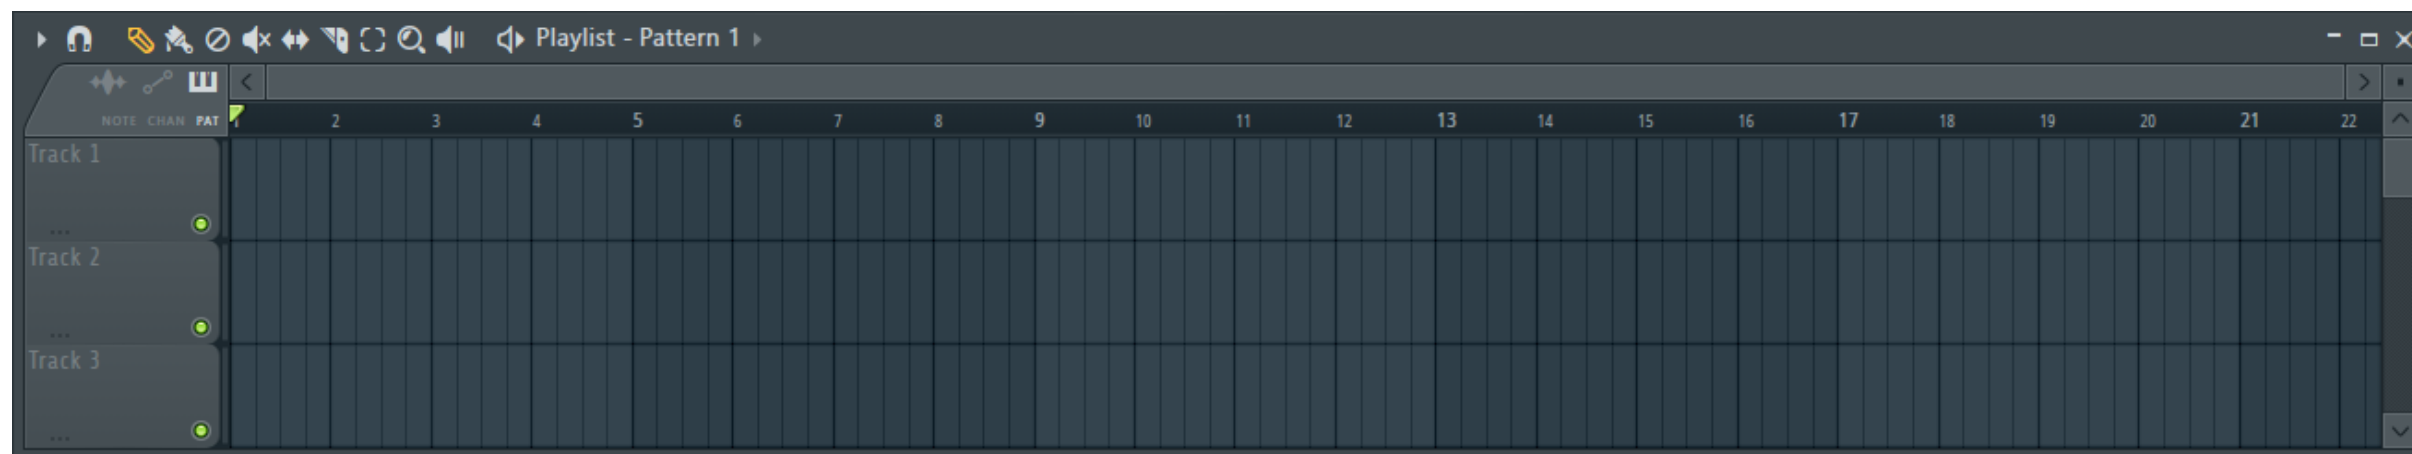 Playlist - Pattern 1
NOTE CHAN PAT
1 2 3 4 5 6 7 8 9 10 11 12 13 14 15 16 17 18 19 20 21 22
Track 1
...
Track 2
...
Track 3
...